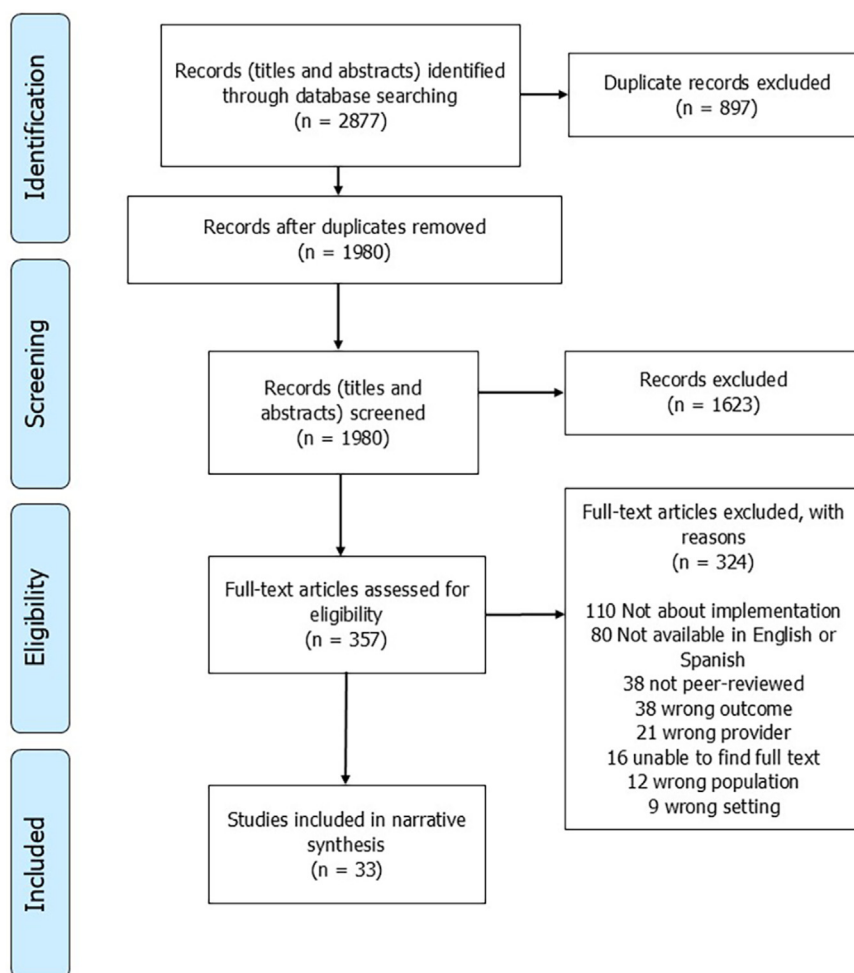 Identification
Records (titles and abstracts) identified
through database searching
(n = 2877)
Duplicate records excluded
(n = 897)
Records after duplicates removed
(n = 1980)
Screening
Records (titles and
abstracts) screened
(n = 1980)
Records excluded
(n = 1623)
Eligibility
Full-text articles assessed for
eligibility
(n = 357)
Full-text articles excluded, with
reasons
(n = 324)
110 Not about implementation
80 Not available in English or
Spanish
38 not peer-reviewed
38 wrong outcome
21 wrong provider
16 unable to find full text
12 wrong population
9 wrong setting
Included
Studies included in narrative
synthesis
(n = 33)